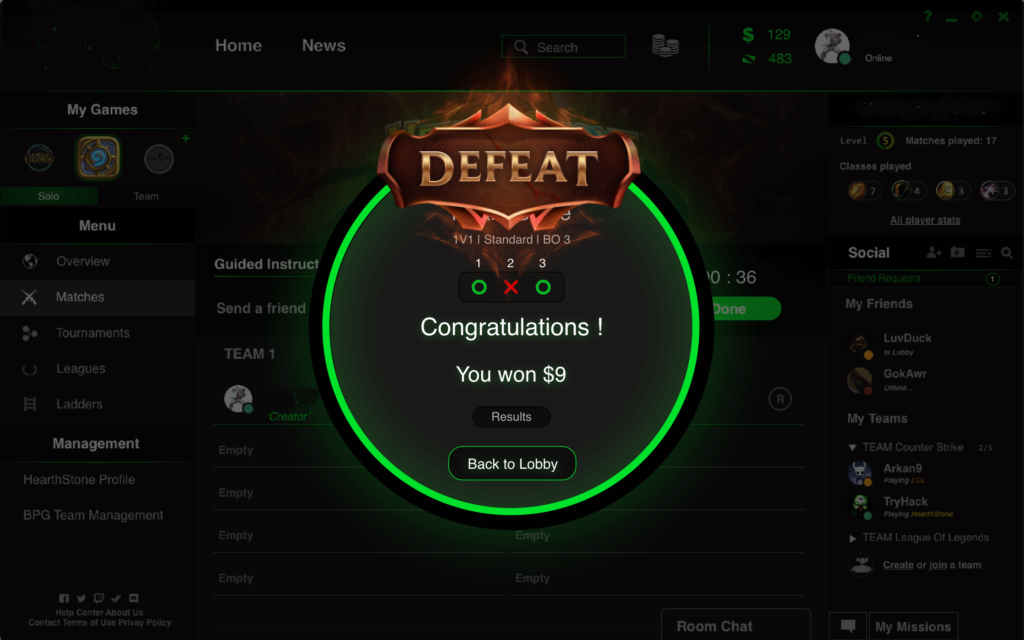 ?
Home
News
Search
$ 129
483
Online
My Games
LEGENDS
+
Solo
Team
Menu
Overview
Matches
Tournaments
Leagues
Ladders
Management
HearthStone Profile
BPG Team Management
Help Center About Us
Contact Terms of Use Privay Policy
DEFEAT
1V1 | Standard | BO 3
1 2 3
Congratulations !
You won $9
Results
Back to Lobby
Guided Instruct
Send a friend
: 36
Done
TEAM 1
'Creator'
R
Empty
Empty
Empty
Empty
Empty
Empty
Room Chat
Level 5 Matches played: 17
Classes played
7 4 3 3
All player stats
Social
Friend Requests 1
My Friends
LuvDuck
In Lobby
GokAwr
Offline...
My Teams
TEAM Counter Strike 2/5
Arkan9
Playing LOL
TryHack
Playing HearthStone
TEAM League Of Legends
Create or join a team
My Missions